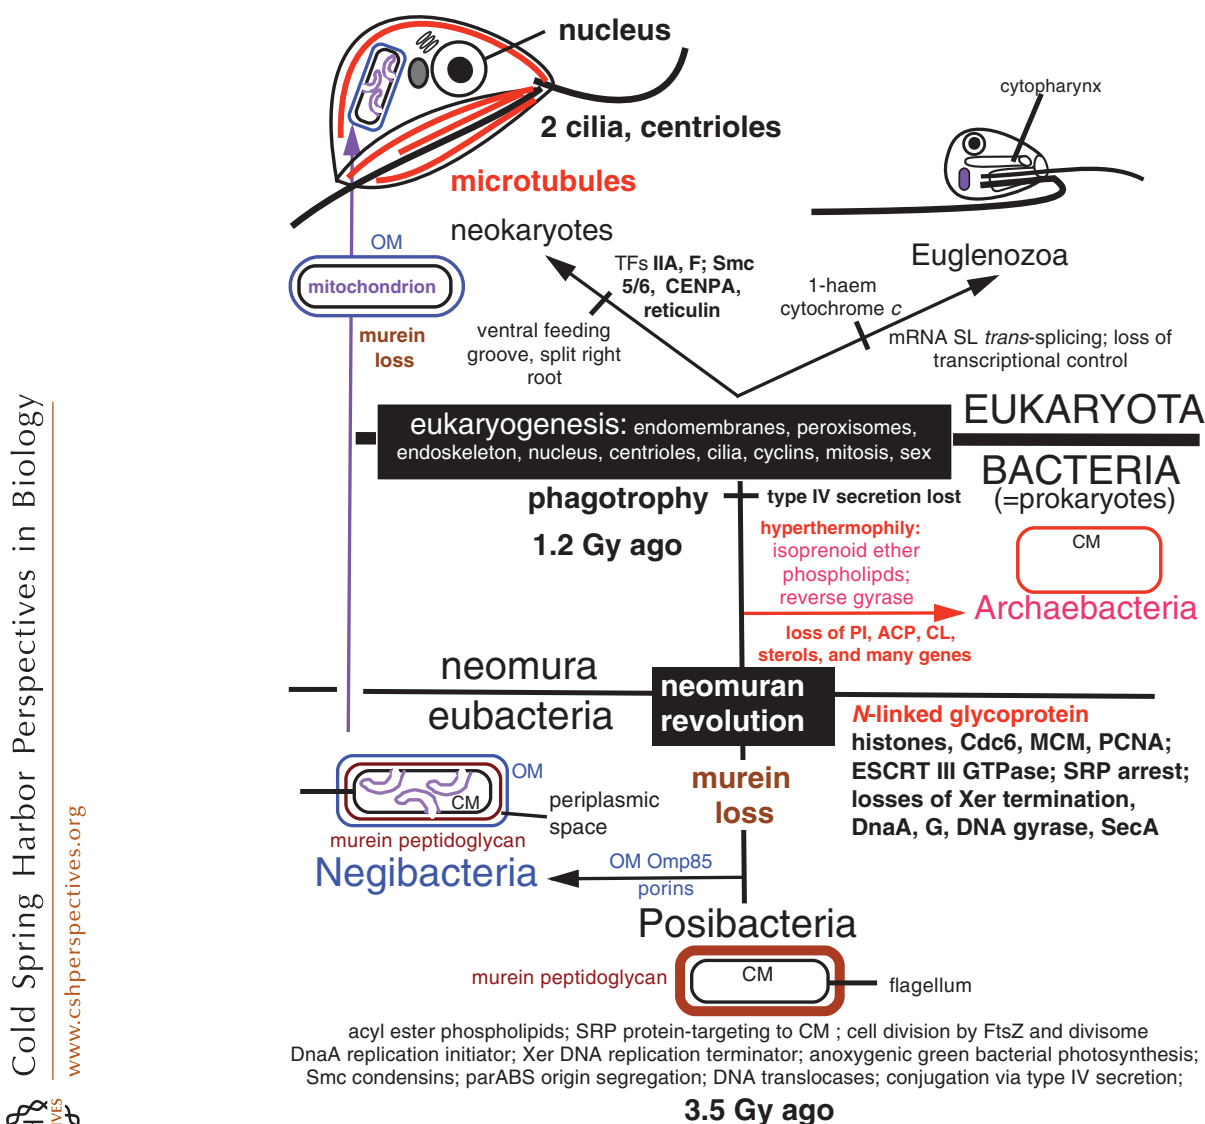 nucleus
cytopharynx
2 cilia, centrioles
microtubules
neokaryotes
OM
mitochondrion
murein
loss
TFs IIA, F; Smc
5/6, CENPA,
reticulin
ventral feeding
groove, split right
root
Euglenozoa
1-haem
cytochrome c
mRNA SL trans-splicing; loss of
transcriptional control
eukaryogenesis: endomembranes, peroxisomes,
endoskeleton, nucleus, centrioles, cilia, cyclins, mitosis, sex
EUKARYOTA
BACTERIA
(=prokaryotes)
phagotrophy
type IV secretion lost
1.2 Gy ago
hyperthermophily:
isoprenoid ether
phospholipds;
reverse gyrase
CM
Archaebacteria
loss of PI, ACP, CL,
sterols, and many genes
neomura
eubacteria
neomuran
revolution
N-linked glycoprotein
histones, Cdc6, MCM, PCNA;
ESCRT III GTPase; SRP arrest;
losses of Xer termination,
DnaA, G, DNA gyrase, SecA
murein
loss
OM
CM
periplasmic
space
murein peptidoglycan
Negibacteria
OM Omp85
porins
Posibacteria
murein peptidoglycan
CM
flagellum
acyl ester phospholipids; SRP protein-targeting to CM ; cell division by FtsZ and divisome
DnaA replication initiator; Xer DNA replication terminator; anoxygenic green bacterial photosynthesis;
Smc condensins; parABS origin segregation; DNA translocases; conjugation via type IV secretion;
3.5 Gy ago
Cold Spring Harbor Perspectives in Biology
www.cshperspectives.org